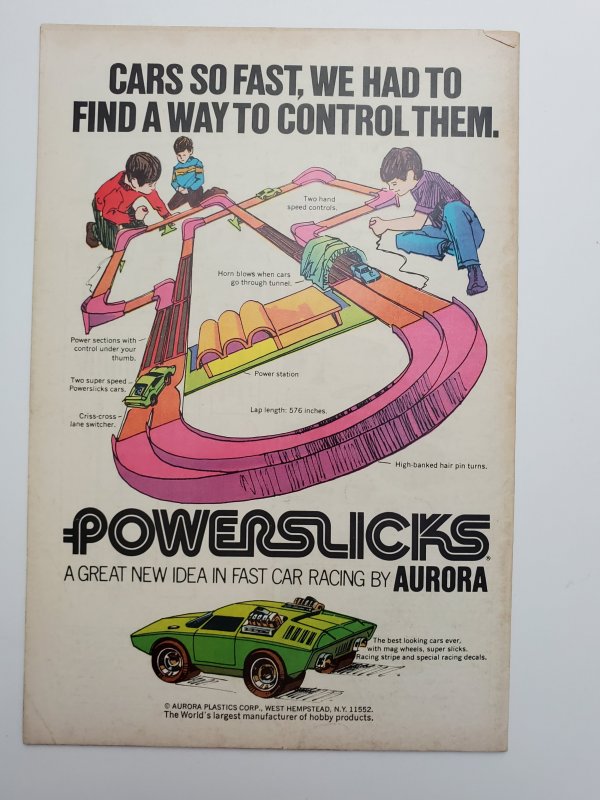 CARS SO FAST, WE HAD TO
FIND A WAY TO CONTROL THEM.
Two hand
speed controls.
Horn blows when cars
go through tunnel.
Power sections with
control under your
thumb.
Power station
Two super speed
Powerslicks cars.
Lap length: 576 inches.
Criss-cross
lane switcher.
High-banked hair pin turns.
POWERSLICKS®
A GREAT NEW IDEA IN FAST CAR RACING BY AURORA
The best looking cars ever,
with mag wheels, super slicks.
Racing stripe and special racing decals.
© AURORA PLASTICS CORP., WEST HEMPSTEAD, N.Y. 11552.
The World's largest manufacturer of hobby products.